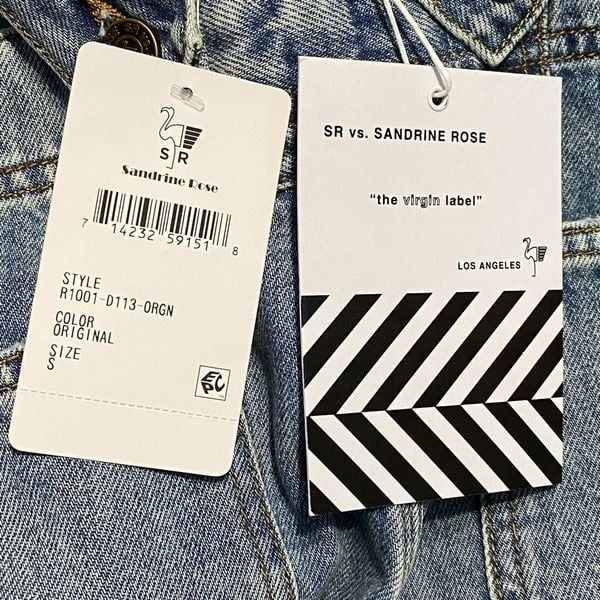 S R
Sandrine Rose
7 14232 59151 8
STYLE
R1001-D113-ORGN
COLOR
ORIGINAL
SIZE
S
EPC
SR vs. SANDRINE ROSE
"the virgin label"
LOS ANGELES